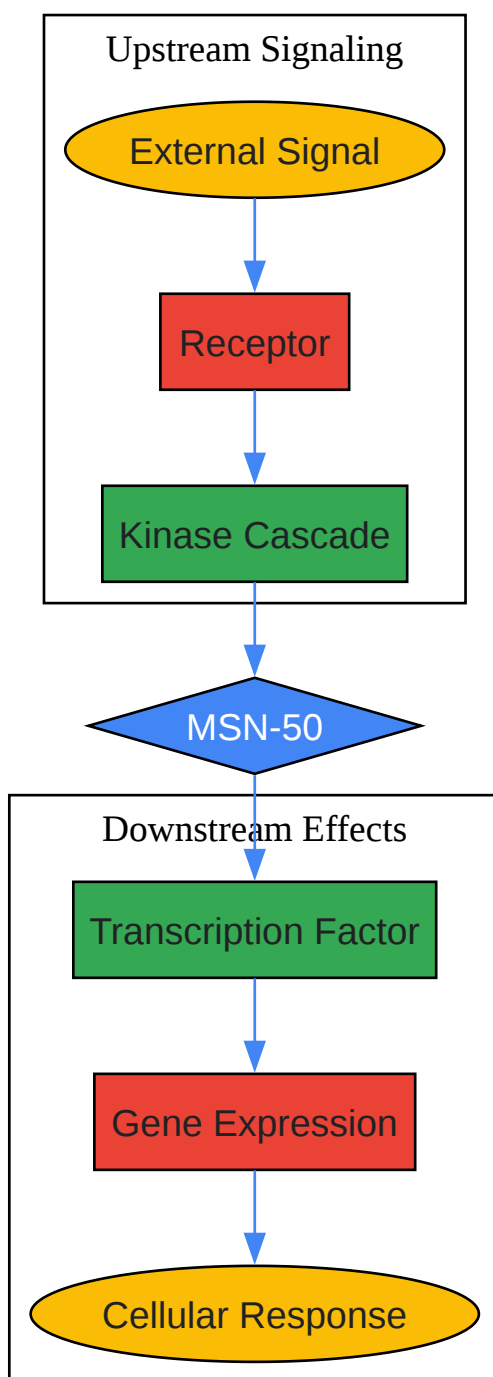 Upstream Signaling
External Signal
Receptor
Kinase Cascade
MSN-50
Downstream Effects
Transcription Factor
Gene Expression
Cellular Response